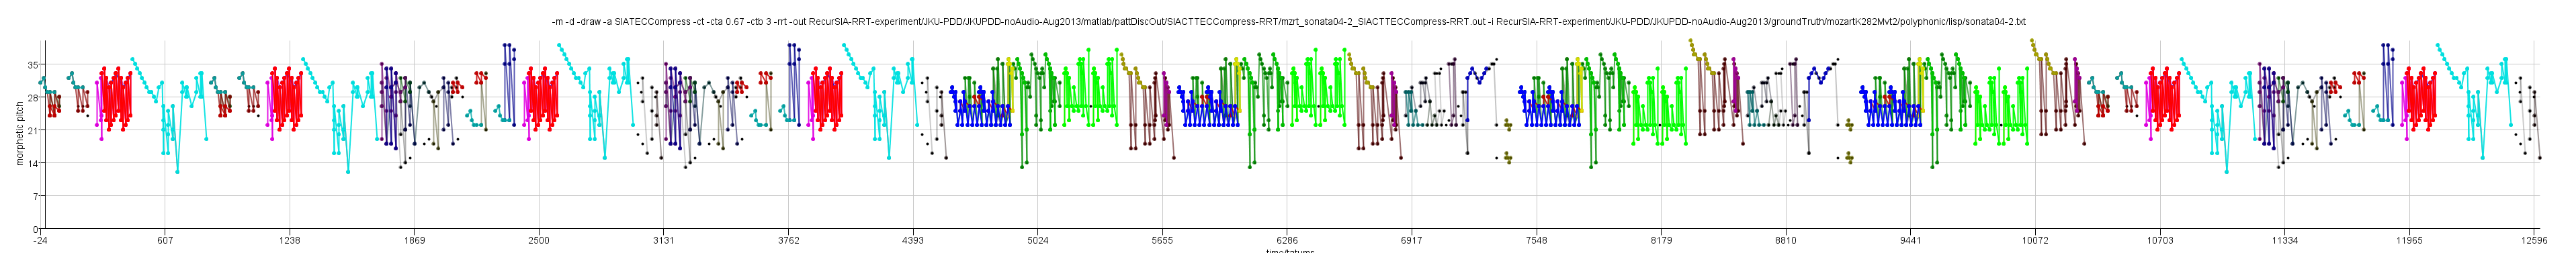 -m -d -draw -a SIATECCompress -ct -cta 0.67 -ctb 3 -rrt -out RecurSIA-RRT-experiment/JKU-PDD/JKUPDD-noAudio-Aug2013/matlab/pattDiscOut/SIACTTECCompress-RRT/mzrt_sonata04-2_SIACTTECCompress-RRT.out -i RecurSIA-RRT-experiment/JKU-PDD/JKUPDD-noAudio-Aug2013/groundTruth/mozartK282Mvt2/polyphonic/lisp/sonata04-2.txt
morphetic pitch
35
28
21
14
7
0
-24 607 1238 1869 2500 3131 3762 4393 5024 5655 6286 6917 7548 8179 8810 9441 10072 10703 11334 11965 12596
time/tatums